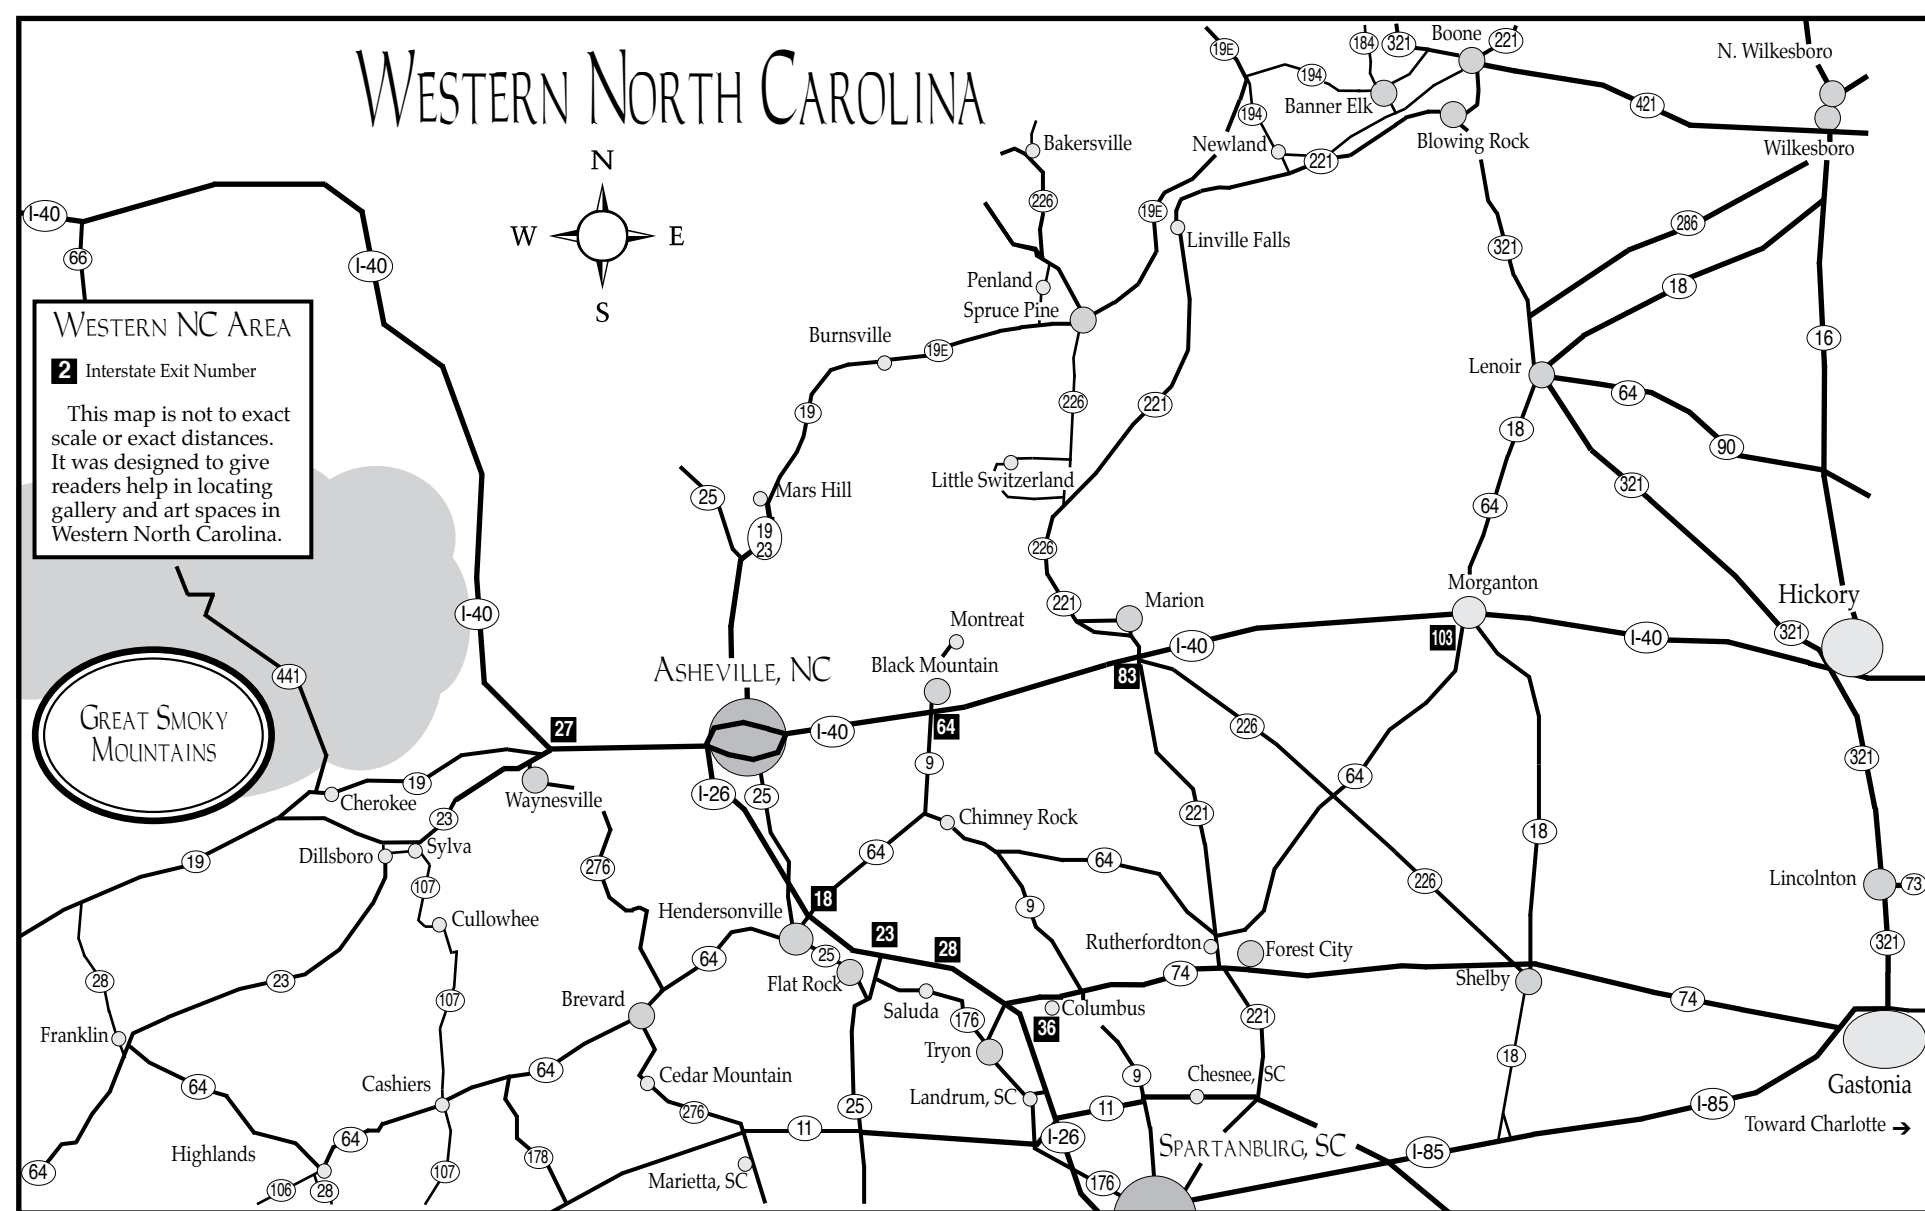 WESTERN NORTH CAROLINA
N
W
E
S
WESTERN NC AREA
2 Interstate Exit Number
This map is not to exact
scale or exact distances.
It was designed to give
readers help in locating
gallery and art spaces in
Western North Carolina.
GREAT SMOKY
MOUNTAINS
I-40
66
I-40
I-40
441
27
19
Cherokee
Waynesville
23
19
Dillsboro
Sylva
107
Cullowhee
28
23
107
Franklin
64
Cashiers
64
Highlands
64
106
28
107
178
64
Brevard
276
64
Cedar Mountain
276
11
Marietta, SC
25
19
23
Mars Hill
19
Burnsville
19E
Spruce Pine
Penland
226
Bakersville
19E
19E
194
194
Newland
Banner Elk
184
321
Boone
221
Blowing Rock
221
421
N. Wilkesboro
Wilkesboro
Linville Falls
321
286
18
16
Lenoir
64
90
18
321
64
226
221
Little Switzerland
226
221
Marion
Morganton
103
I-40
I-40
Hickory
321
Montreat
Black Mountain
ASHEVILLE, NC
I-40
64
83
I-26
25
9
Chimney Rock
64
64
221
226
64
18
226
321
Lincolnton
73
321
18
Hendersonville
23
28
25
Flat Rock
9
Rutherfordton
Forest City
74
Shelby
74
Saluda
176
Columbus
36
Tryon
221
18
Landrum, SC
9
Chesnee, SC
Gastonia
25
11
I-26
SPARTANBURG, SC
I-85
I-85
Toward Charlotte ➔
176